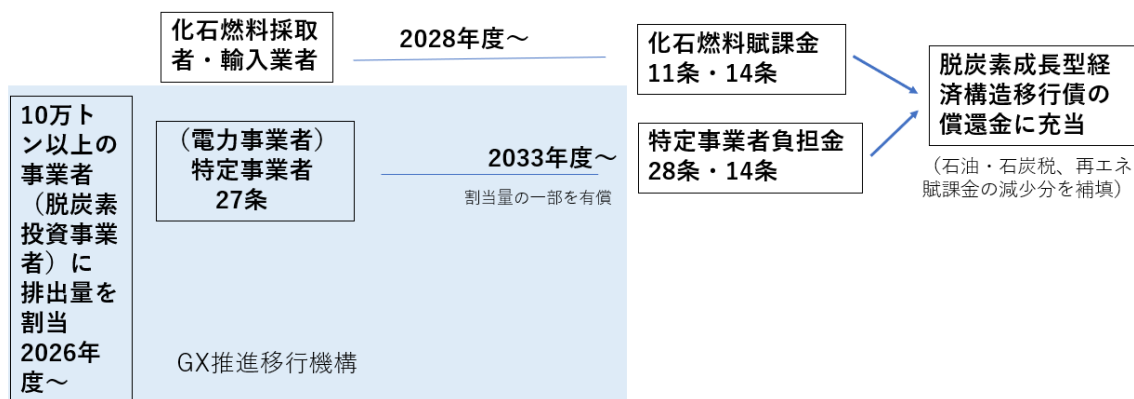 化石燃料採取
者・輸入業者
2028年度～
化石燃料賦課金
11条・14条
脱炭素成長型経
済構造移行債の
償還金に充当
（石油・石炭税、再エネ
賦課金の減少分を補填）
10万ト
ン以上の
事業者
（脱炭素
投資事業
者）に
排出量を
割当
2026年
度～
（電力事業者）
特定事業者
27条
2033年度～
割当量の一部を有償
特定事業者負担金
28条・14条
GX推進移行機構